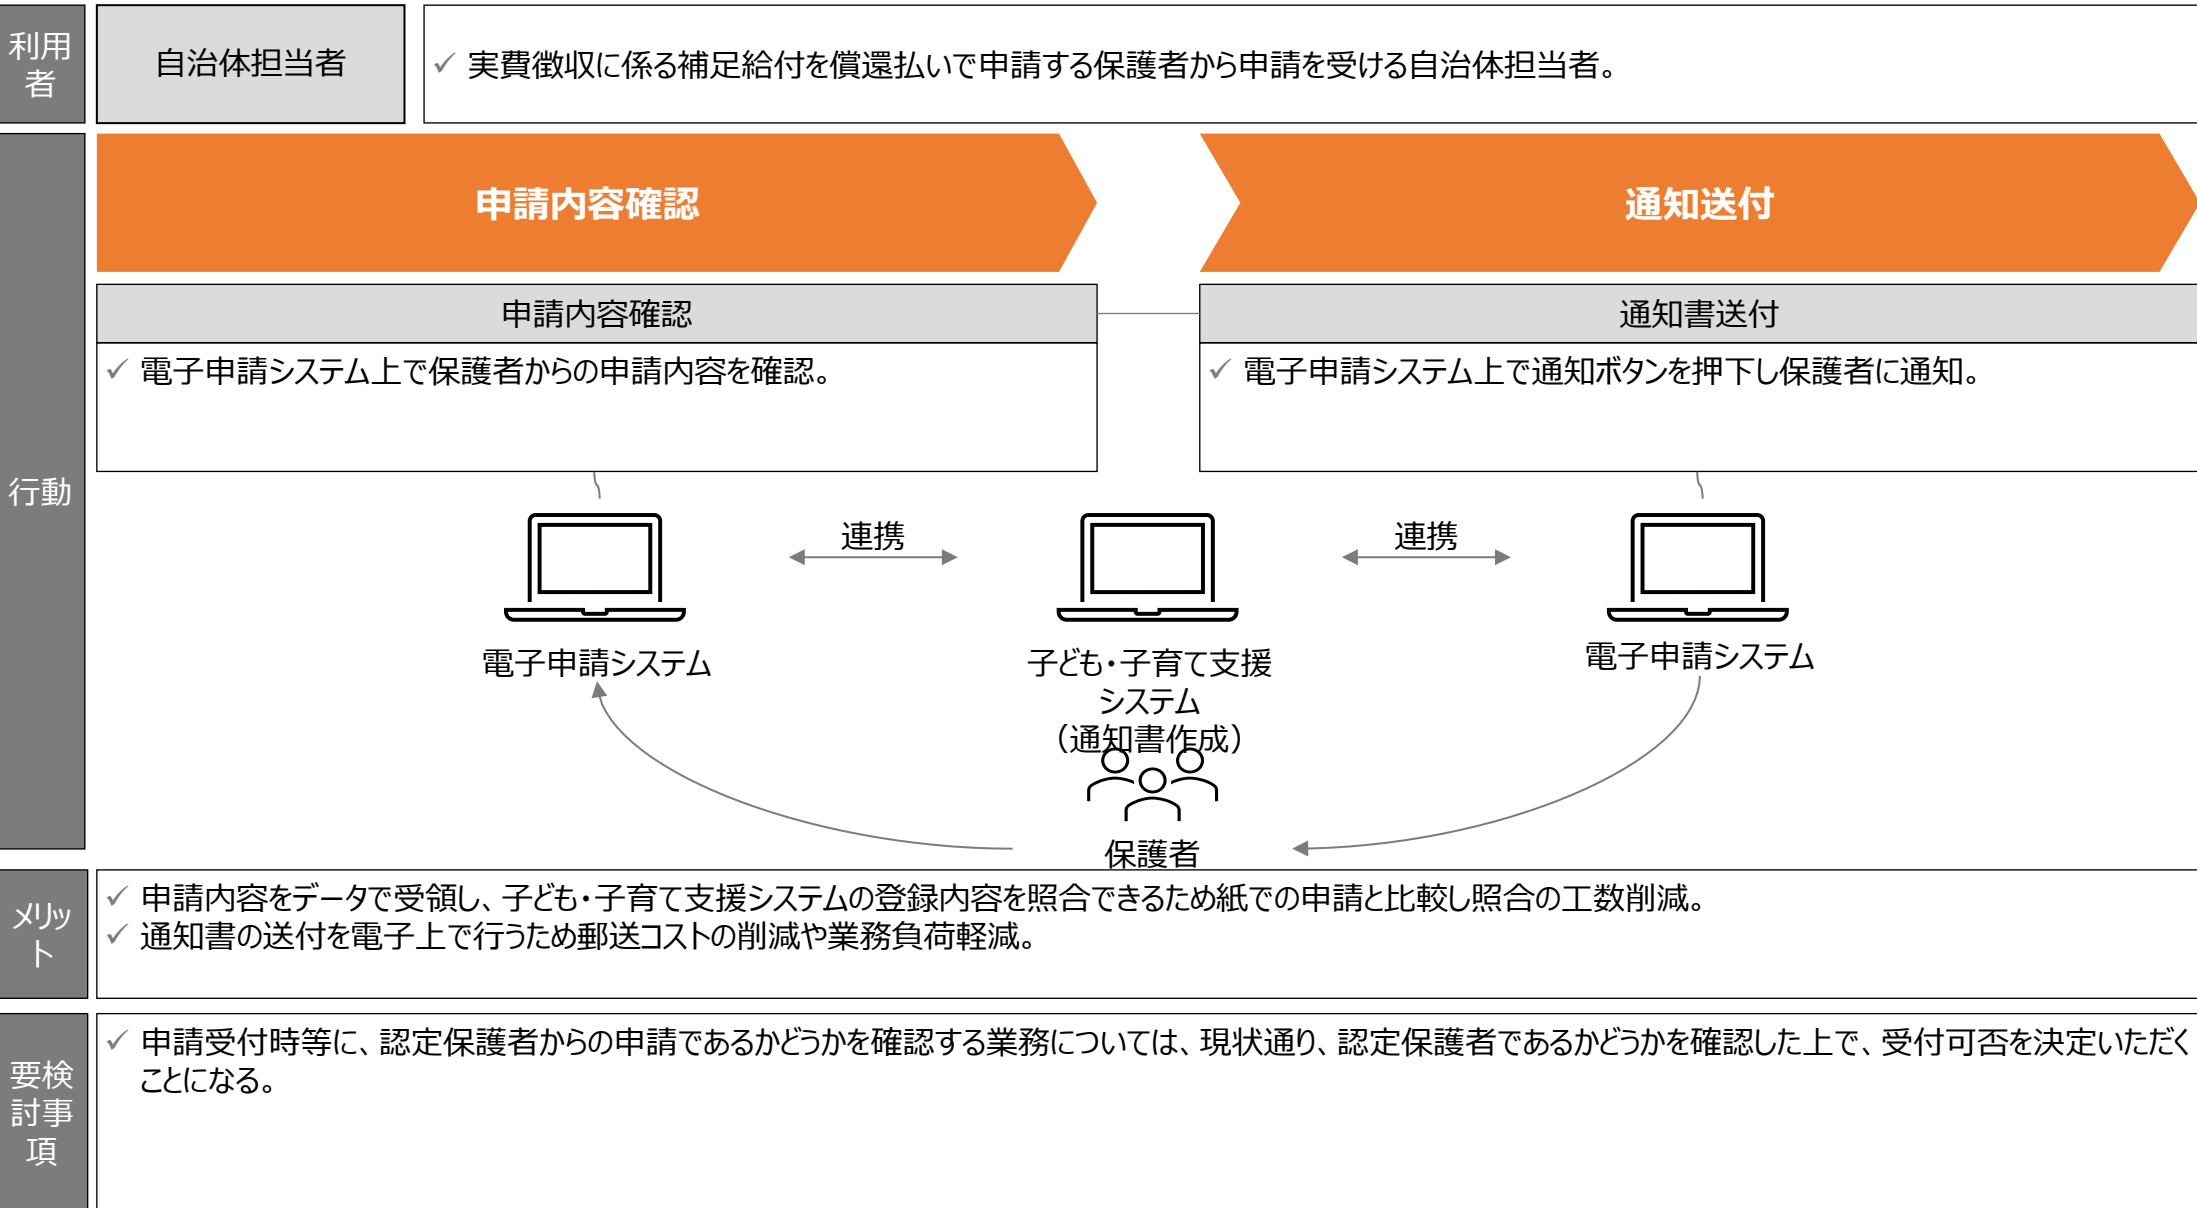 利用
者
自治体担当者
✓ 実費徴収に係る補足給付を償還払いで申請する保護者から申請を受ける自治体担当者。
行動
申請内容確認
通知送付
申請内容確認
✓ 電子申請システム上で保護者からの申請内容を確認。
通知書送付
✓ 電子申請システム上で通知ボタンを押下し保護者に通知。
連携
連携
電子申請システム
子ども・子育て支援
システム
（通知書作成）
電子申請システム
保護者
メリッ
ト
✓ 申請内容をデータで受領し、子ども・子育て支援システムの登録内容を照合できるため紙での申請と比較し照合の工数削減。
✓ 通知書の送付を電子上で行うため郵送コストの削減や業務負荷軽減。
要検
討事
項
✓ 申請受付時等に、認定保護者からの申請であるかどうかを確認する業務については、現状通り、認定保護者であるかどうかを確認した上で、受付可否を決定いただく
ことになる。